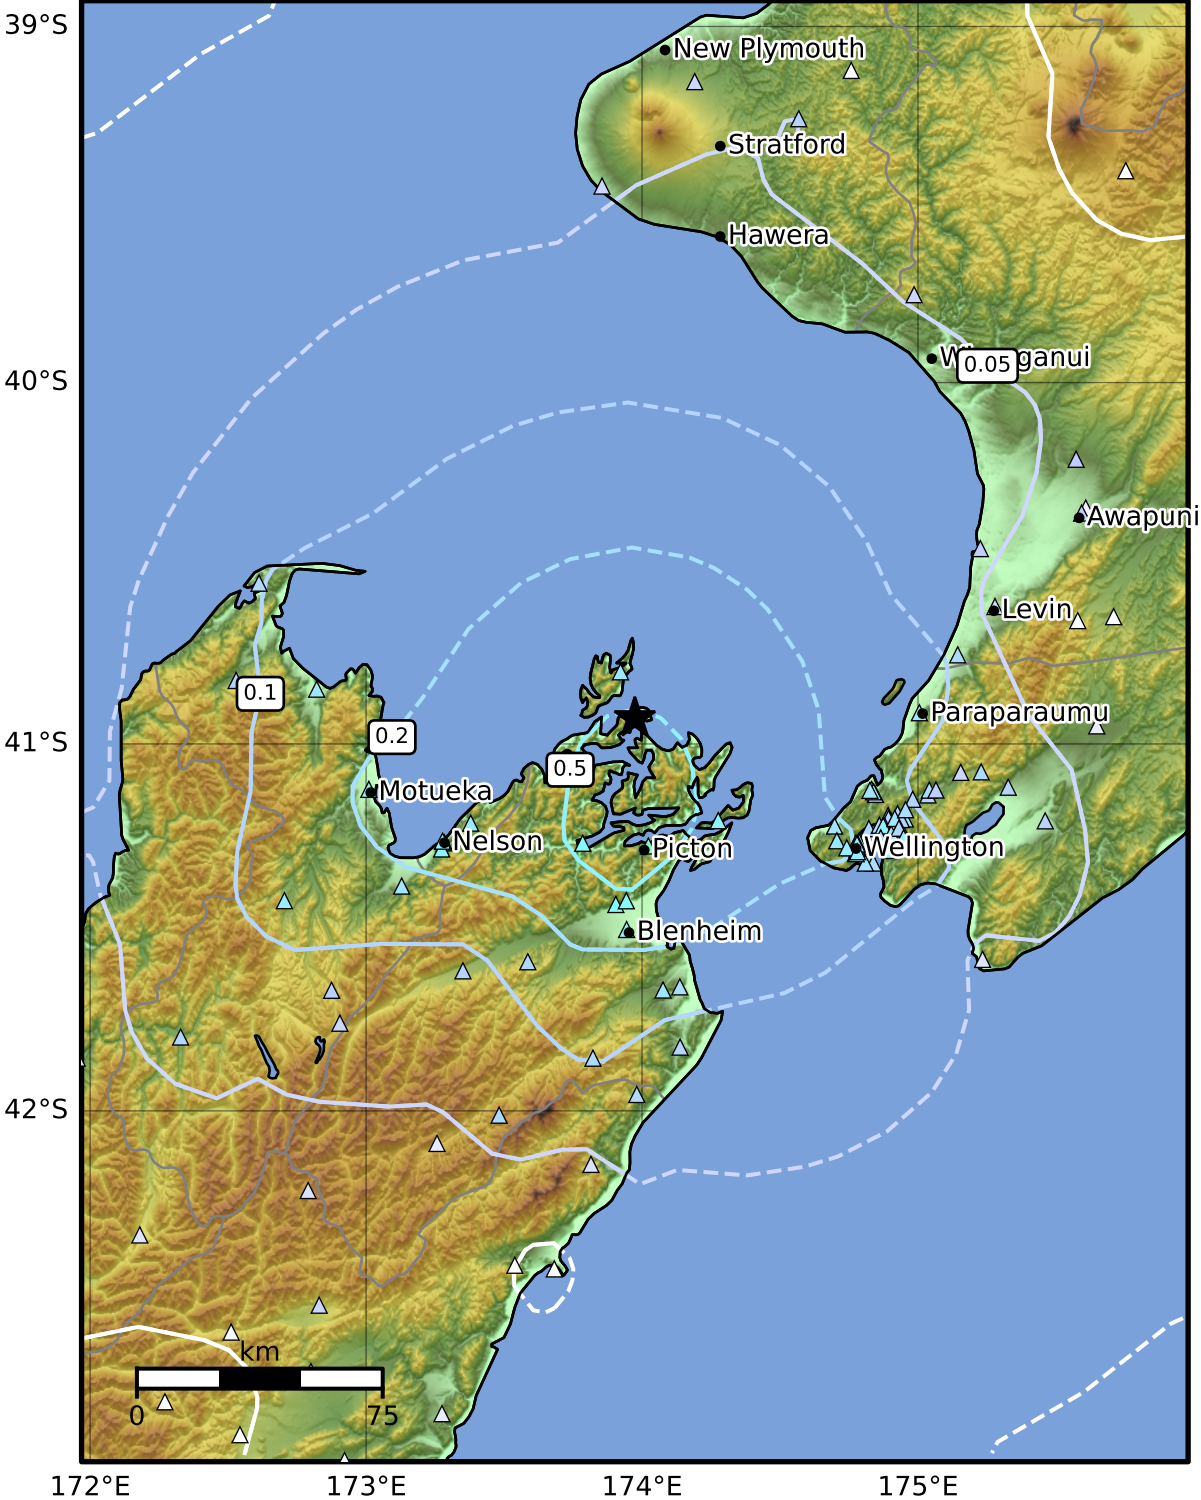 39°S
New Plymouth
Stratford
Hawera
0.05
40°S
Awapuni
Levin
0.1
Paraparaumu
0.2
41°S
0.5
Motueka
Nelson
Picton
Wellington
Blenheim
42°S
km
0
75
172°E
173°E
174°E
175°E